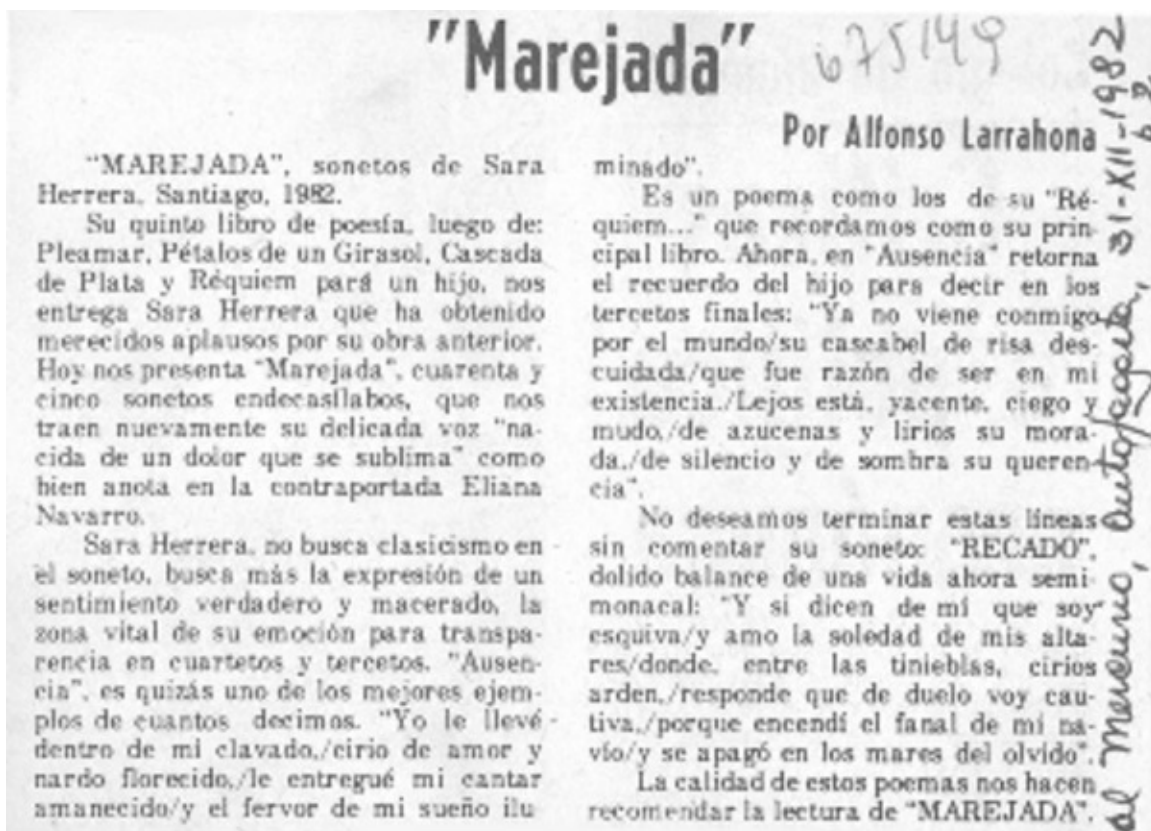 "Marejada"
675149
Por Alfonso Larrahona
"MAREJADA", sonetos de Sara
Herrera, Santiago, 1982.
Su quinto libro de poesía, luego de:
Pleamar, Pétalos de un Girasol, Cascada
de Plata y Réquiem pará un hijo, nos
entrega Sara Herrera que ha obtenido
merecidos aplausos por su obra anterior.
Hoy nos presenta "Marejada", cuarenta y
cinco sonetos endecasílabos, que nos
traen nuevamente su delicada voz "na-
cida de un dolor que se sublima" como
bien anota en la contraportada Eliana
Navarro.
Sara Herrera, no busca clasicismo en
el soneto, busca más la expresión de un
sentimiento verdadero y macerado, la
zona vital de su emoción para transpa-
rencia en cuartetos y tercetos. "Ausen-
cia", es quizás uno de los mejores ejem-
plos de cuantos decimos. "Yo le llevé
dentro de mi clavado,/cirio de amor y
nardo florecido,/le entregué mi cantar
amanecido/y el fervor de mi sueño ilu
minado".
Es un poema como los de su "Ré-
quiem..." que recordamos como su prin-
cipal libro. Ahora, en "Ausencia" retorna
el recuerdo del hijo para decir en los
tercetos finales: "Ya no viene conmigo
por el mundo/su cascabel de risa des-
cuidada/que fue razón de ser en mi
existencia./Lejos está, yacente, ciego y
mudo,/de azucenas y lirios su mora-
da,/de silencio y de sombra su queren-
cia".
No deseamos terminar estas líneas
sin comentar su soneto: "RECADO",
dolido balance de una vida ahora semi-
monacal: "Y si dicen de mí que soy
esquiva/y amo la soledad de mis alta-
res/donde, entre las tinieblas, cirios
arden,/responde que de duelo voy cau-
tiva,/porque encendí el fanal de mi na-
vío/y se apagó en los mares del olvido".
La calidad de estos poemas nos hacen
recomendar la lectura de "MAREJADA".
al Mercurio, Antofagasta, 31-XII-1982